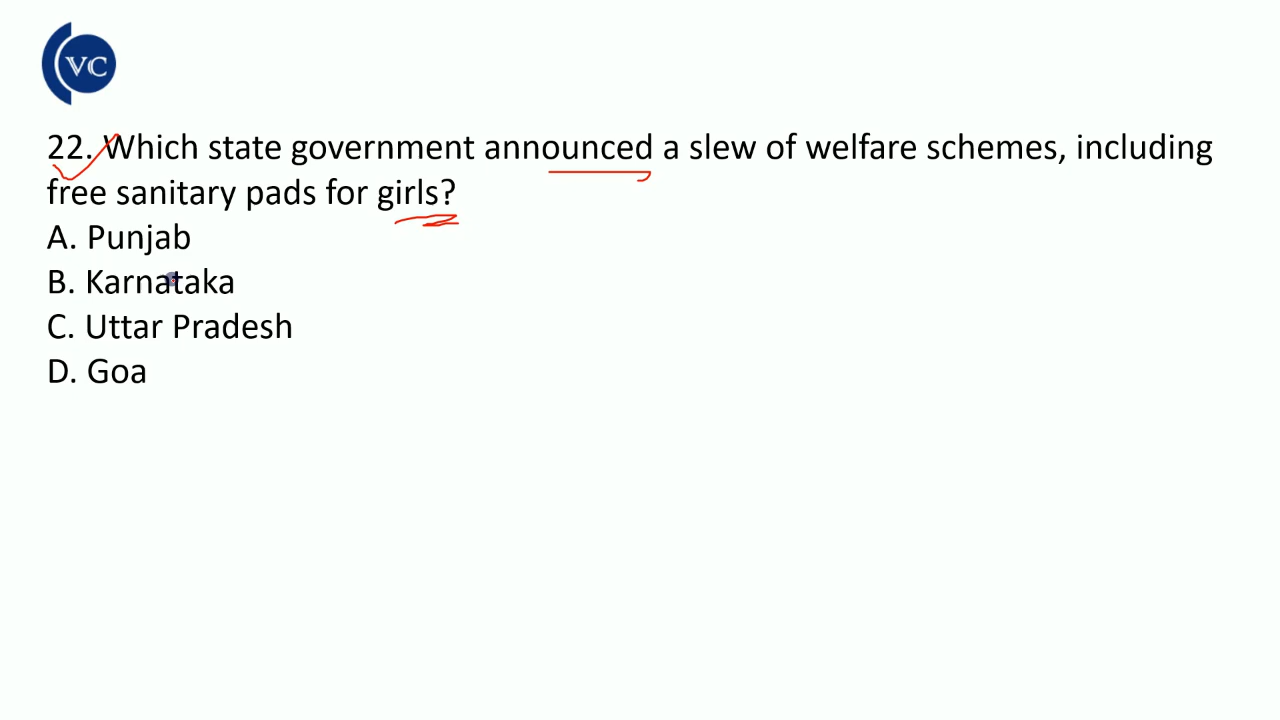 VC
22. Which state government announced a slew of welfare schemes, including
free sanitary pads for girls?
A. Punjab
B. Karnataka
C. Uttar Pradesh
D. Goa